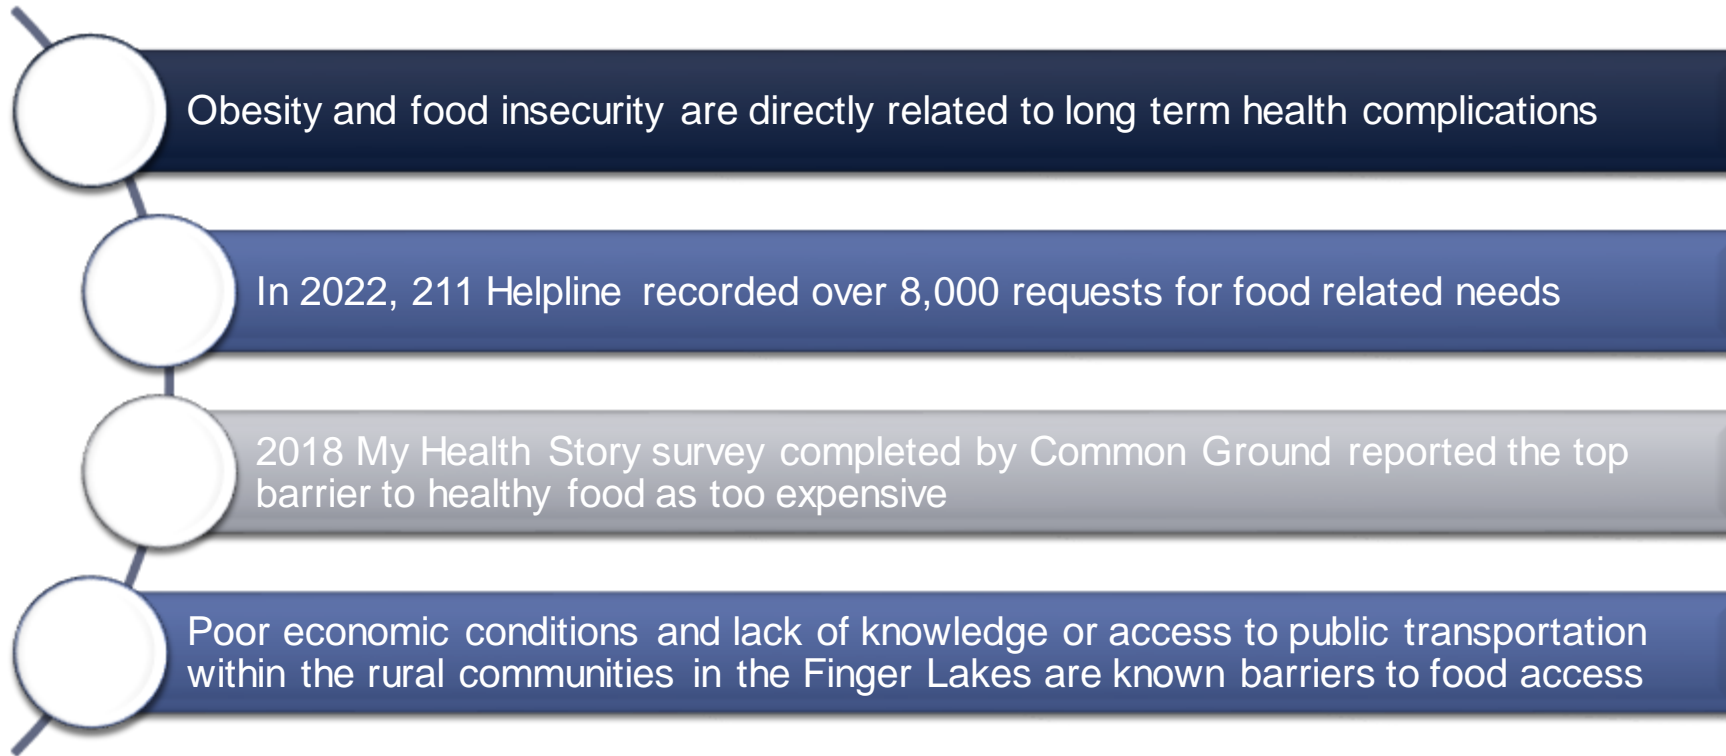 Obesity and food insecurity are directly related to long term health complications
In 2022, 211 Helpline recorded over 8,000 requests for food related needs
2018 My Health Story survey completed by Common Ground reported the top
barrier to healthy food as too expensive
Poor economic conditions and lack of knowledge or access to public transportation
within the rural communities in the Finger Lakes are known barriers to food access